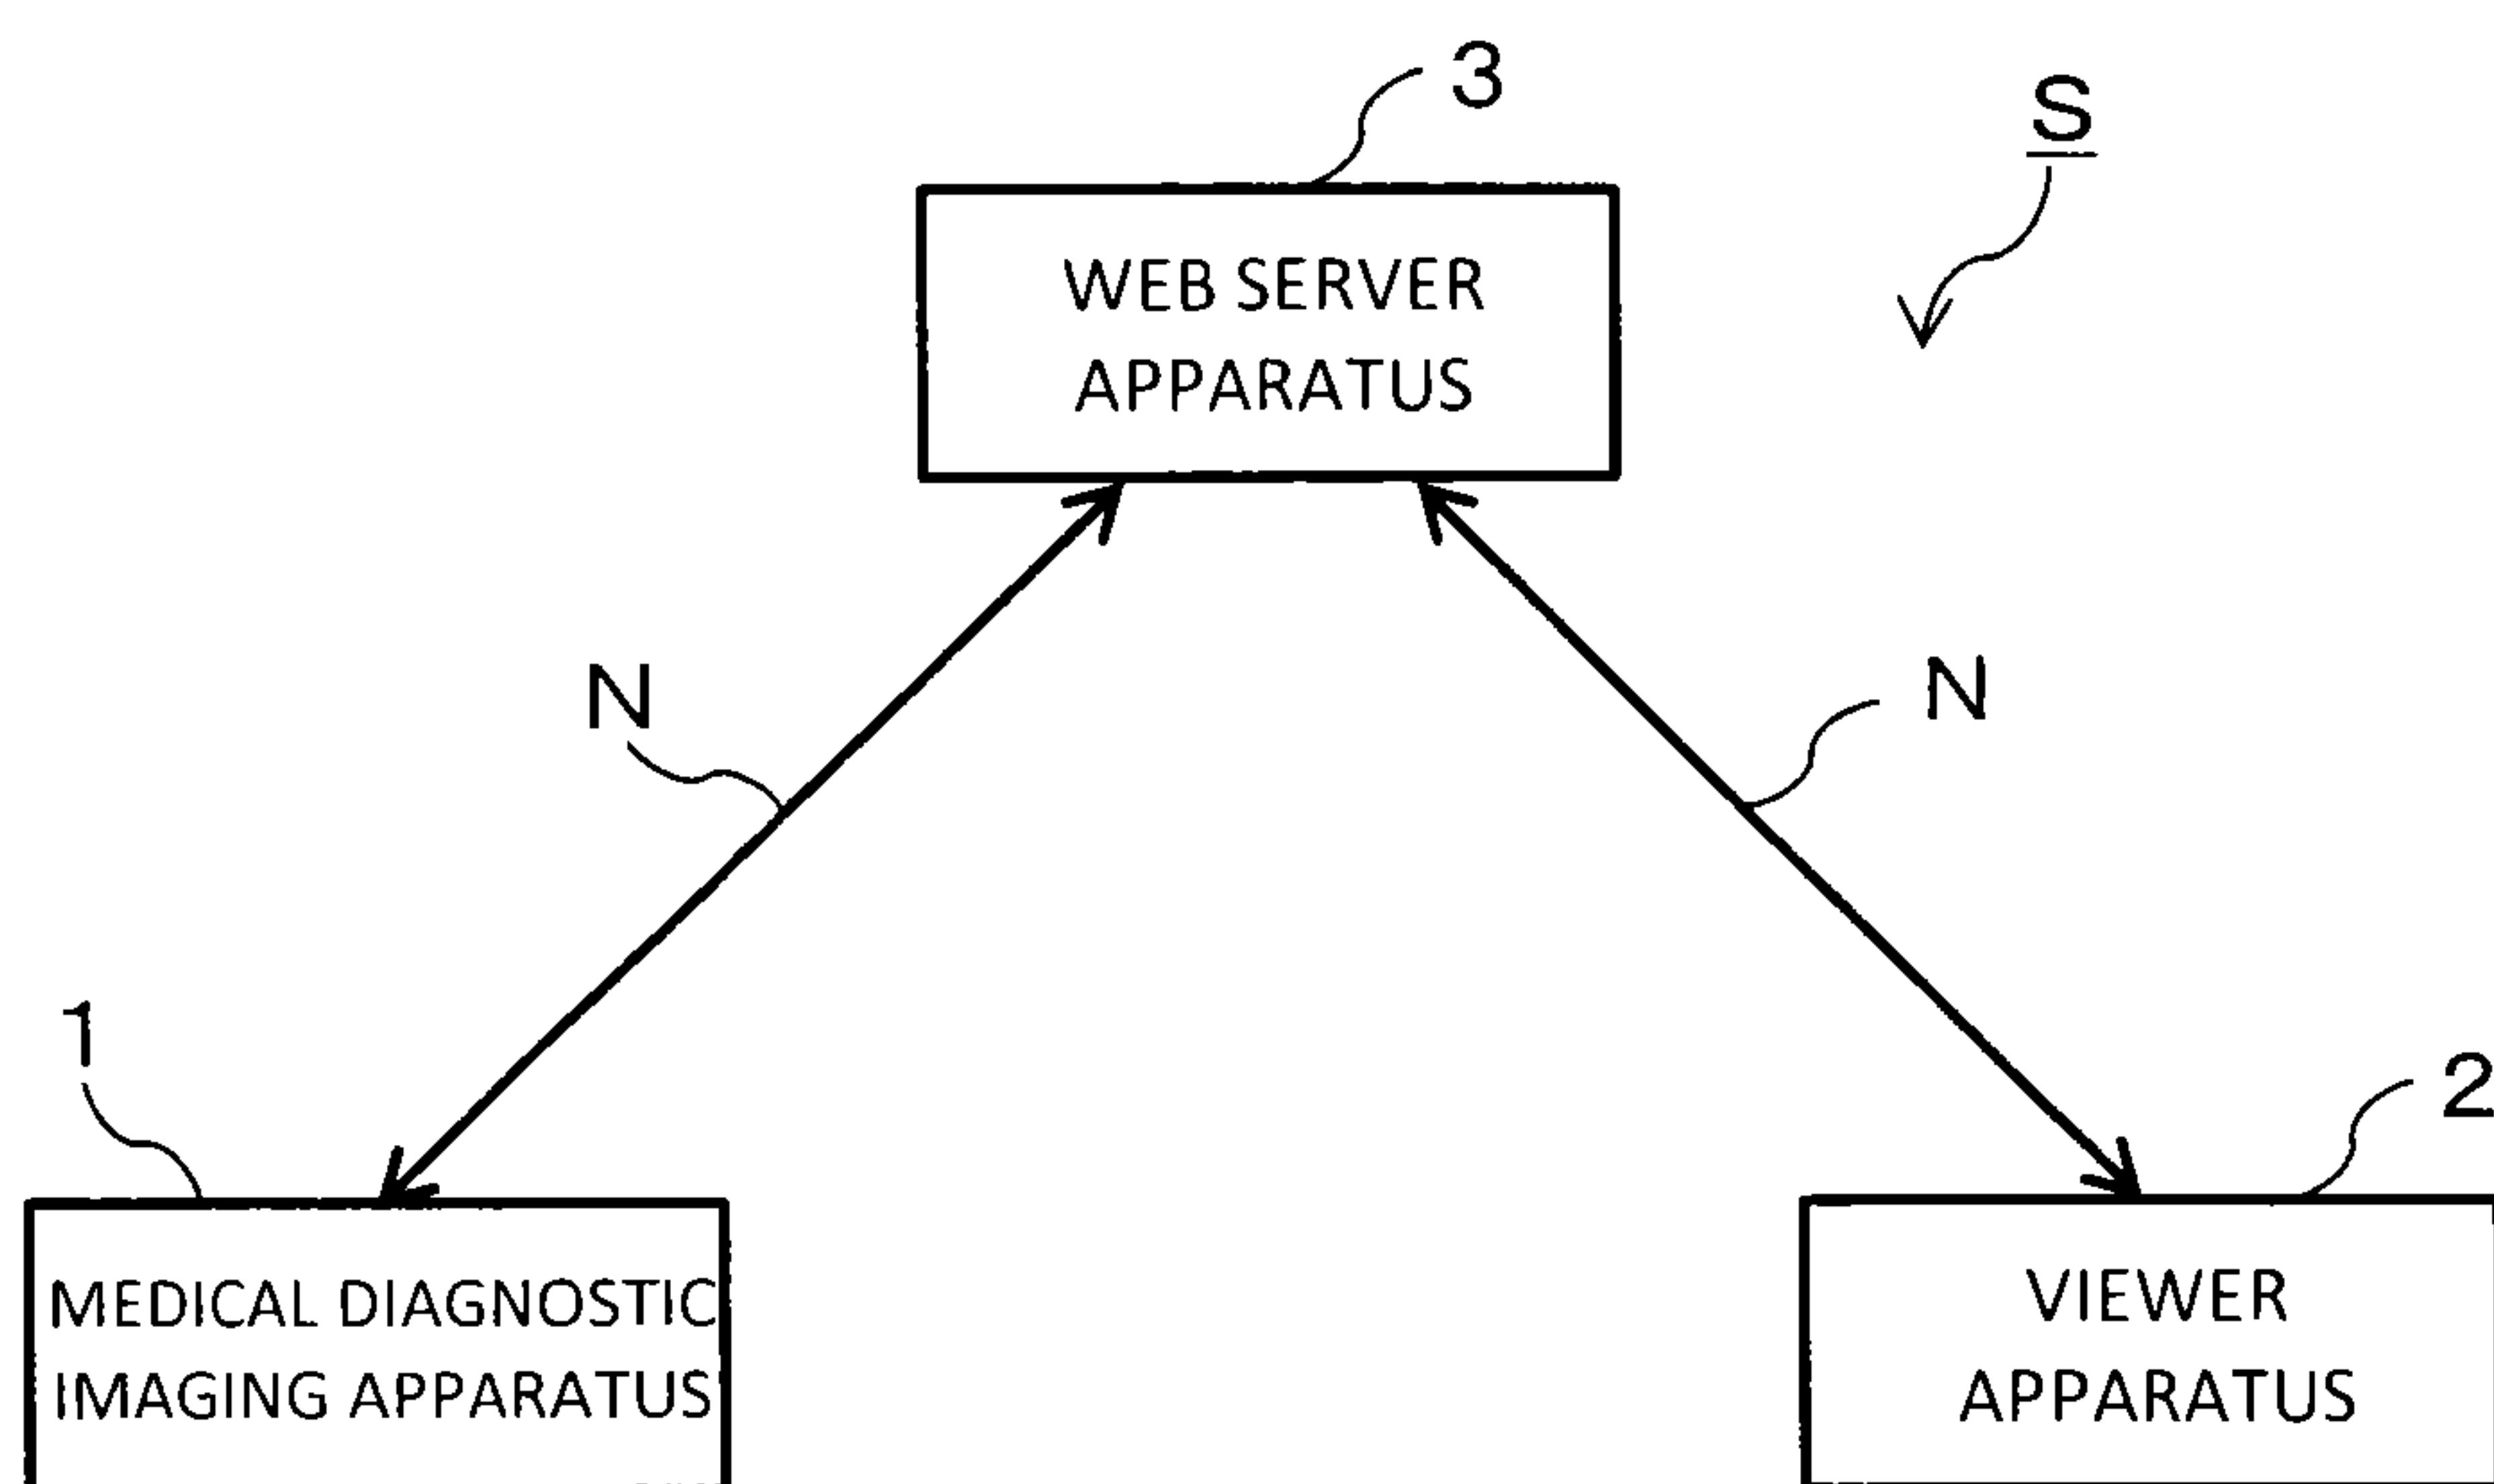 3
S
WEB SERVER
APPARATUS
N
N
1
2
MEDICAL DIAGNOSTIC
IMAGING APPARATUS
VIEWER
APPARATUS